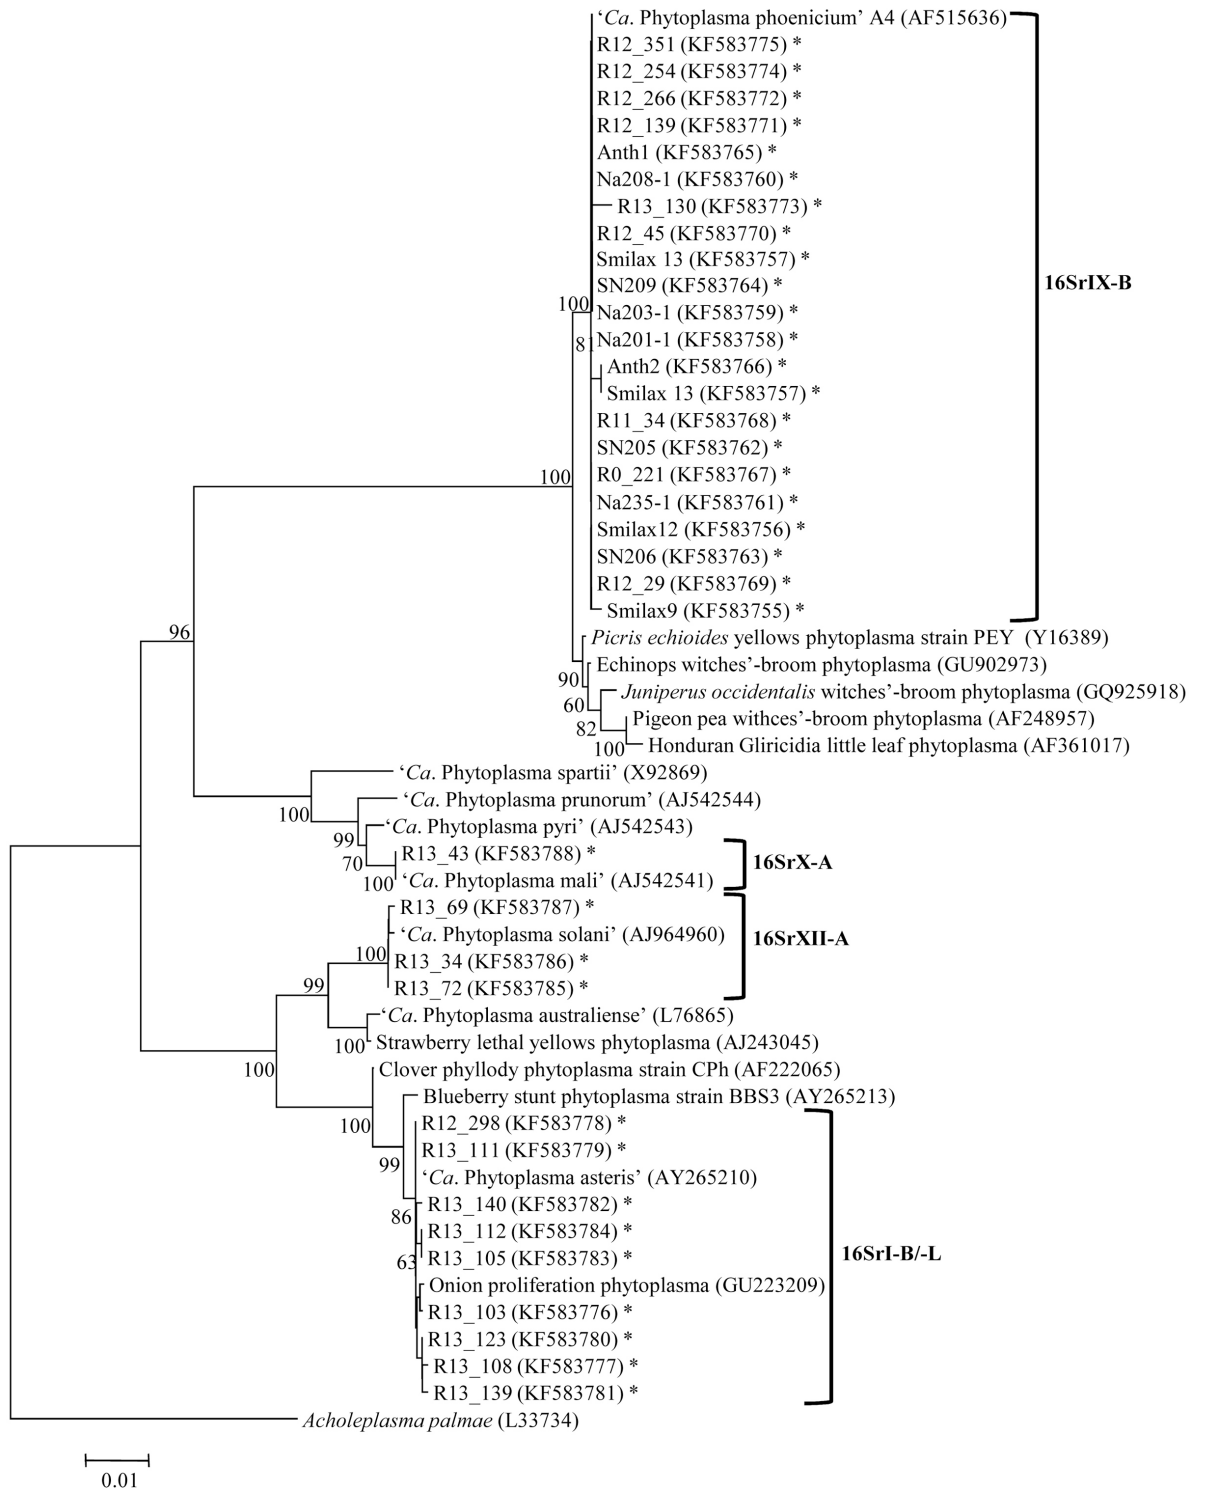 ‘Ca. Phytoplasma phoenicium’ A4 (AF515636)
R12_351 (KF583775) *
R12_254 (KF583774) *
R12_266 (KF583772) *
R12_139 (KF583771) *
Anth1 (KF583765) *
Na208-1 (KF583760) *
R13_130 (KF583773) *
R12_45 (KF583770) *
Smilax 13 (KF583757) *
SN209 (KF583764) *
16SrIX-B
100
Na203-1 (KF583759) *
81
Na201-1 (KF583758) *
Anth2 (KF583766) *
Smilax 13 (KF583757) *
R11_34 (KF583768) *
SN205 (KF583762) *
100
R0_221 (KF583767) *
Na235-1 (KF583761) *
Smilax12 (KF583756) *
SN206 (KF583763) *
R12_29 (KF583769) *
Smilax9 (KF583755) *
96
Picris echioides yellows phytoplasma strain PEY (Y16389)
Echinops witches’-broom phytoplasma (GU902973)
90
Juniperus occidentalis witches’-broom phytoplasma (GQ925918)
60
Pigeon pea withces’-broom phytoplasma (AF248957)
82
100
Honduran Gliricidia little leaf phytoplasma (AF361017)
‘Ca. Phytoplasma spartii’ (X92869)
‘Ca. Phytoplasma prunorum’ (AJ542544)
100
‘Ca. Phytoplasma pyri’ (AJ542543)
99
R13_43 (KF583788) *
70
16SrX-A
100
‘Ca. Phytoplasma mali’ (AJ542541)
R13_69 (KF583787) *
‘Ca. Phytoplasma solani’ (AJ964960)
16SrXII-A
100
R13_34 (KF583786) *
99
R13_72 (KF583785) *
‘Ca. Phytoplasma australiense’ (L76865)
100
Strawberry lethal yellows phytoplasma (AJ243045)
100
Clover phyllody phytoplasma strain CPh (AF222065)
Blueberry stunt phytoplasma strain BBS3 (AY265213)
100
R12_298 (KF583778) *
R13_111 (KF583779) *
99
‘Ca. Phytoplasma asteris’ (AY265210)
R13_140 (KF583782) *
86
R13_112 (KF583784) *
63
R13_105 (KF583783) *
16SrI-B/-L
Onion proliferation phytoplasma (GU223209)
R13_103 (KF583776) *
R13_123 (KF583780) *
R13_108 (KF583777) *
R13_139 (KF583781) *
Acholeplasma palmae (L33734)
0.01